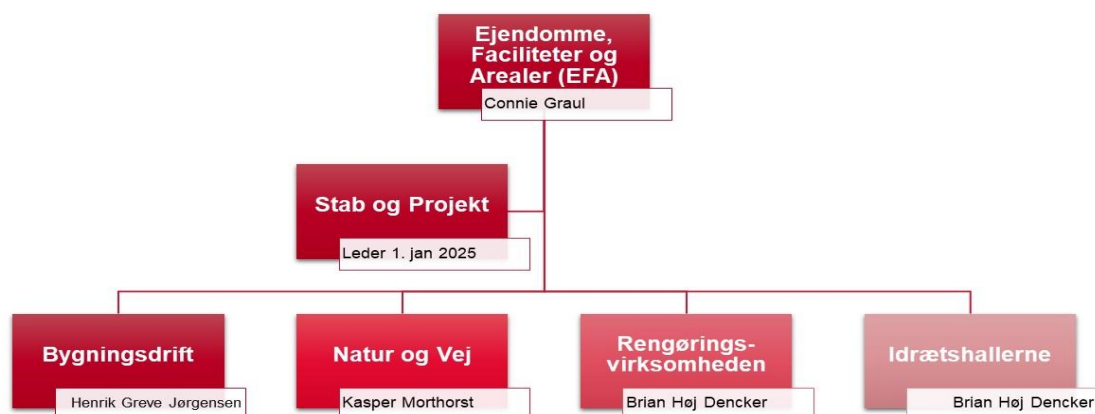 Ejendomme,
Faciliteter og
Arealer (EFA)
Connie Graul
Stab og Projekt
Leder 1. jan 2025
Bygningsdrift
Henrik Greve Jørgensen
Natur og Vej
Kasper Morthorst
Rengørings-
virksomheden
Brian Høj Dencker
Idrætshallerne
Brian Høj Dencker